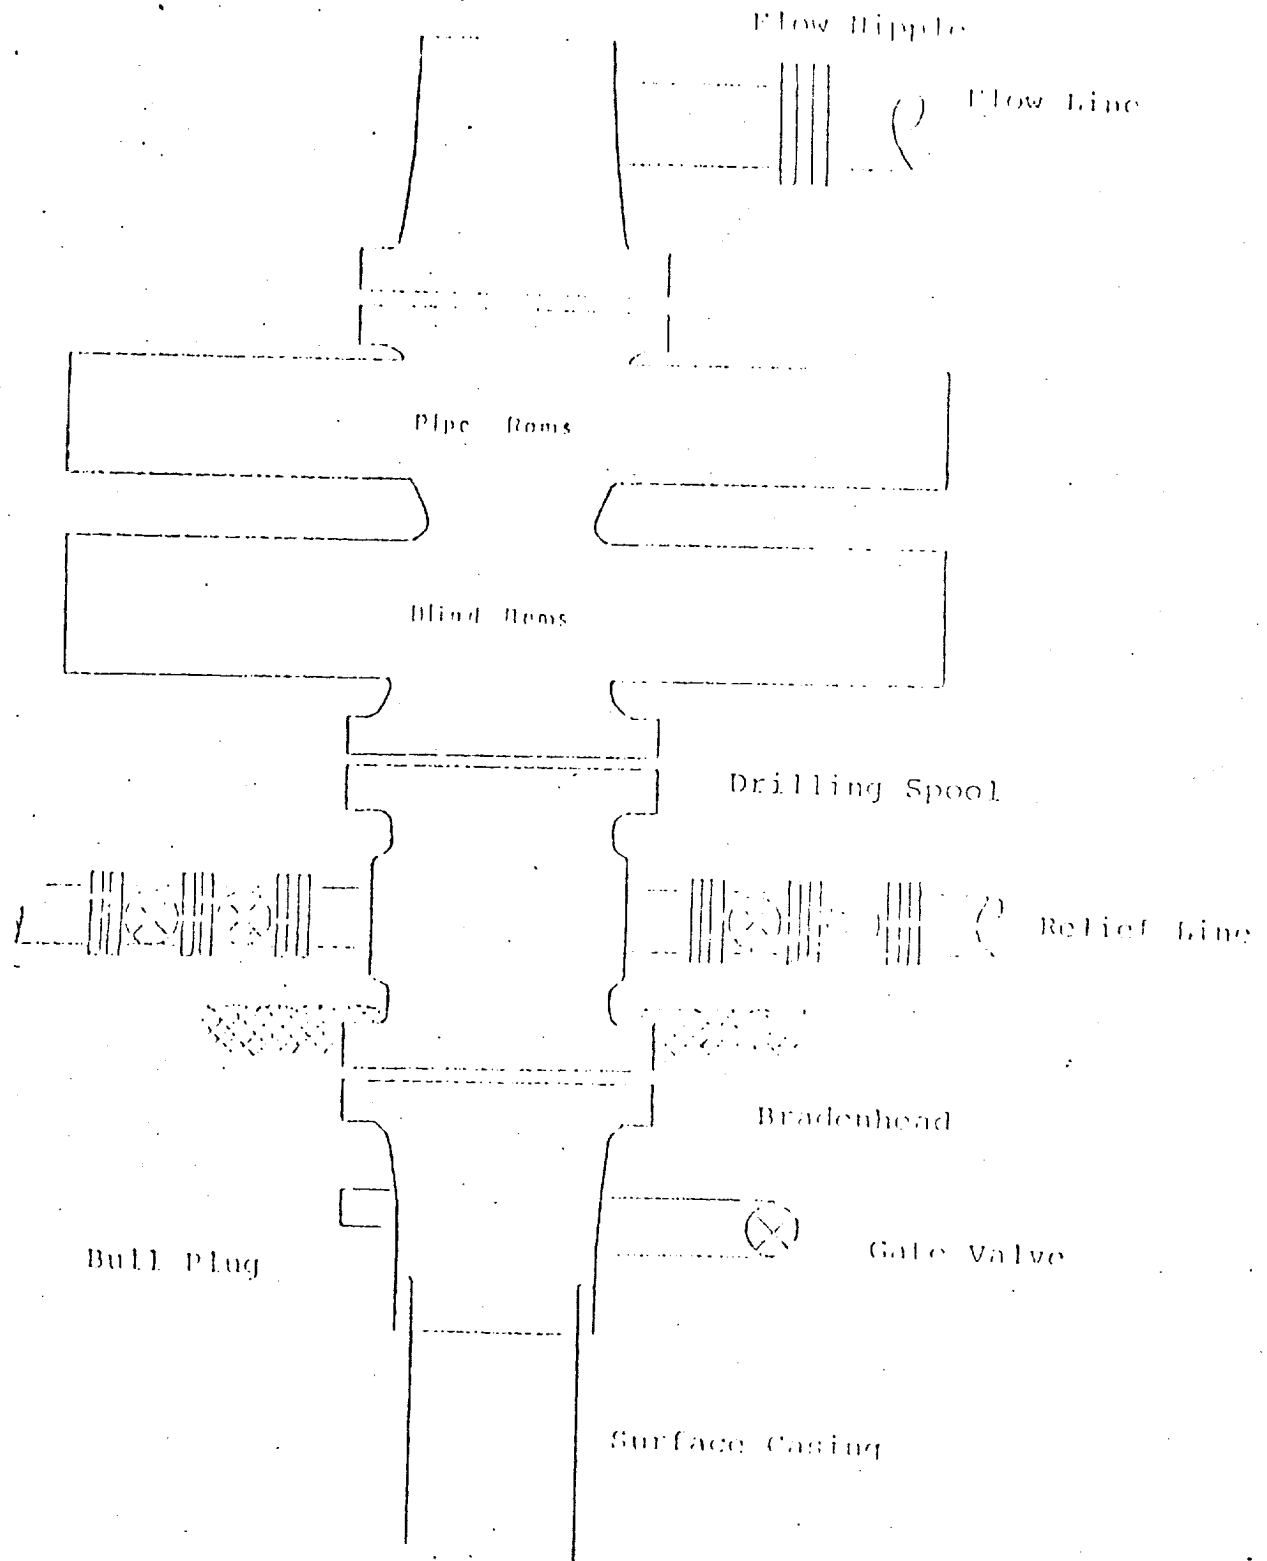 Flow Nipple
Flow Line
Pipe Rams
Blind Rams
Drilling Spool
Relief Line
Bradenhead
Bull Plug
Gate Valve
Surface Casing